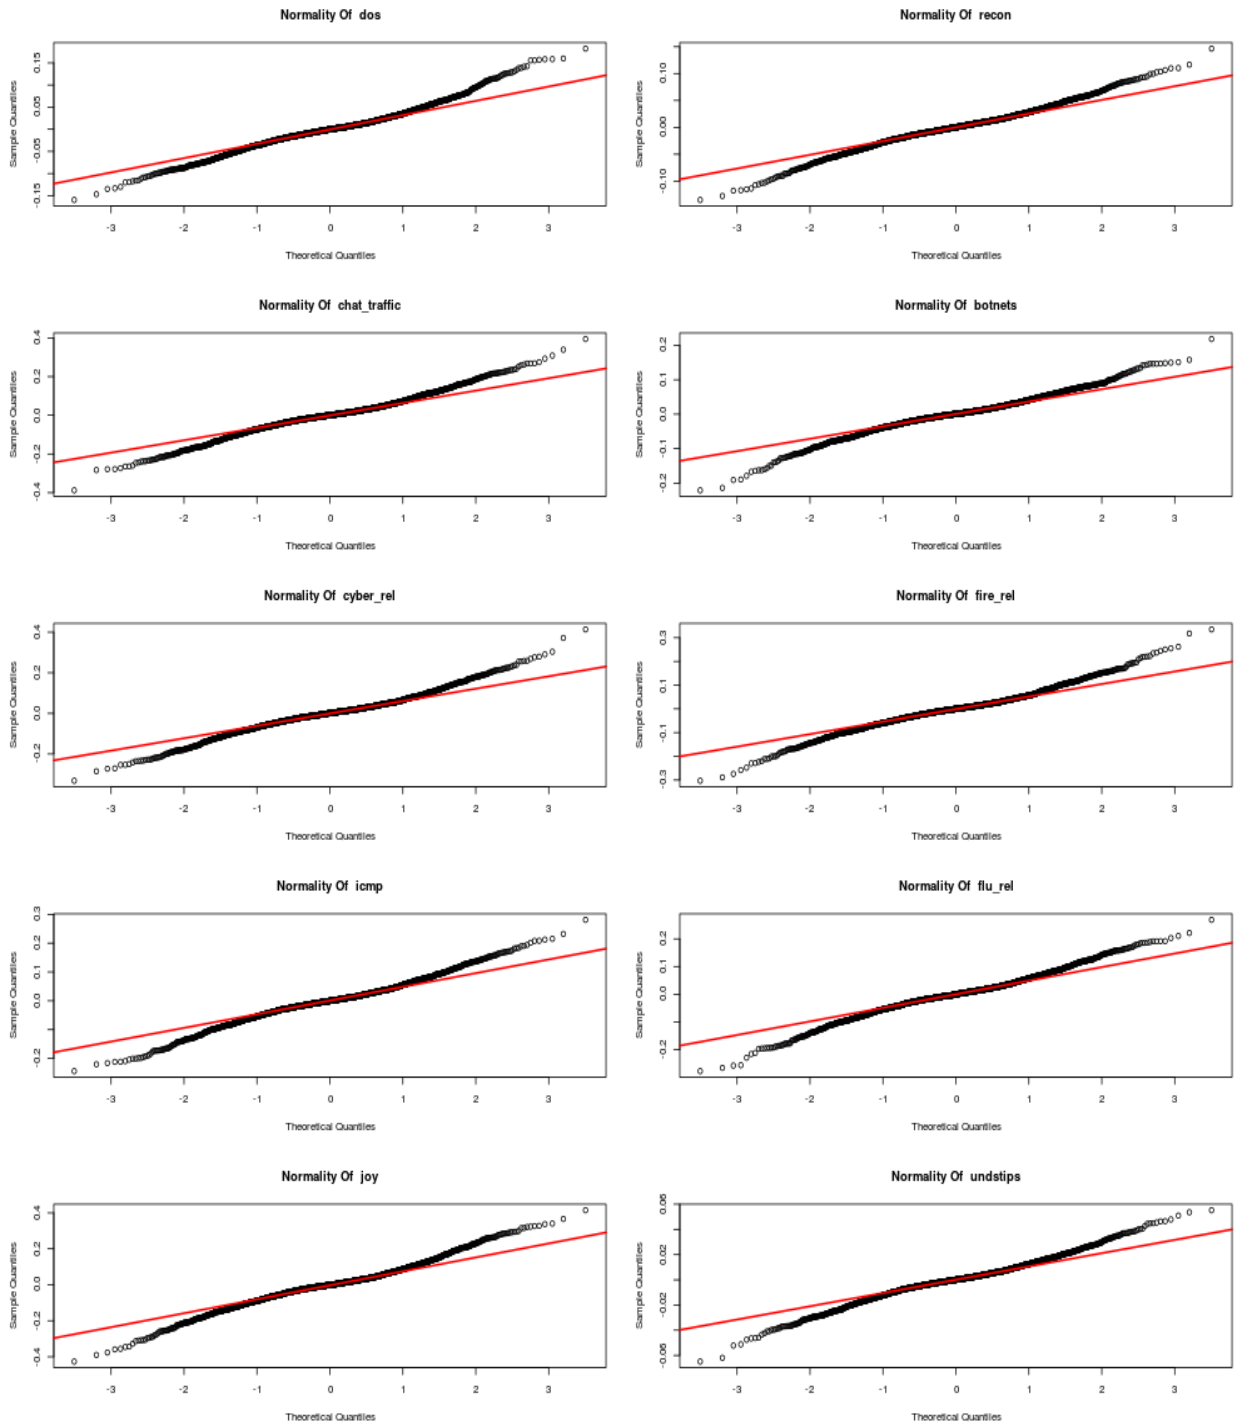 Normality Of dos
Sample Quantiles
0.15
0.05
-0.05
-0.15
-3 -2 -1 0 1 2 3
Theoretical Quantiles
Normality Of recon
Sample Quantiles
0.10
0.00
-0.10
-3 -2 -1 0 1 2 3
Theoretical Quantiles
Normality Of chat_traffic
Sample Quantiles
0.4
0.2
0.0
-0.2
-0.4
-3 -2 -1 0 1 2 3
Theoretical Quantiles
Normality Of botnets
Sample Quantiles
0.2
0.1
0.0
-0.1
-0.2
-3 -2 -1 0 1 2 3
Theoretical Quantiles
Normality Of cyber_rel
Sample Quantiles
0.4
0.2
0.0
-0.2
-3 -2 -1 0 1 2 3
Theoretical Quantiles
Normality Of fire_rel
Sample Quantiles
0.3
0.1
-0.1
-0.3
-3 -2 -1 0 1 2 3
Theoretical Quantiles
Normality Of icmp
Sample Quantiles
0.3
0.2
0.1
0.0
-0.2
-3 -2 -1 0 1 2 3
Theoretical Quantiles
Normality Of flu_rel
Sample Quantiles
0.2
0.1
0.0
-0.2
-3 -2 -1 0 1 2 3
Theoretical Quantiles
Normality Of joy
Sample Quantiles
0.4
0.2
0.0
-0.2
-0.4
-3 -2 -1 0 1 2 3
Theoretical Quantiles
Normality Of undstips
Sample Quantiles
0.06
0.02
-0.02
-0.06
-3 -2 -1 0 1 2 3
Theoretical Quantiles